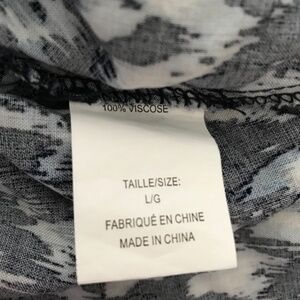 100% VISCOSE
TAILLE/SIZE:
L/G
FABRIQUÉ EN CHINE
MADE IN CHINA